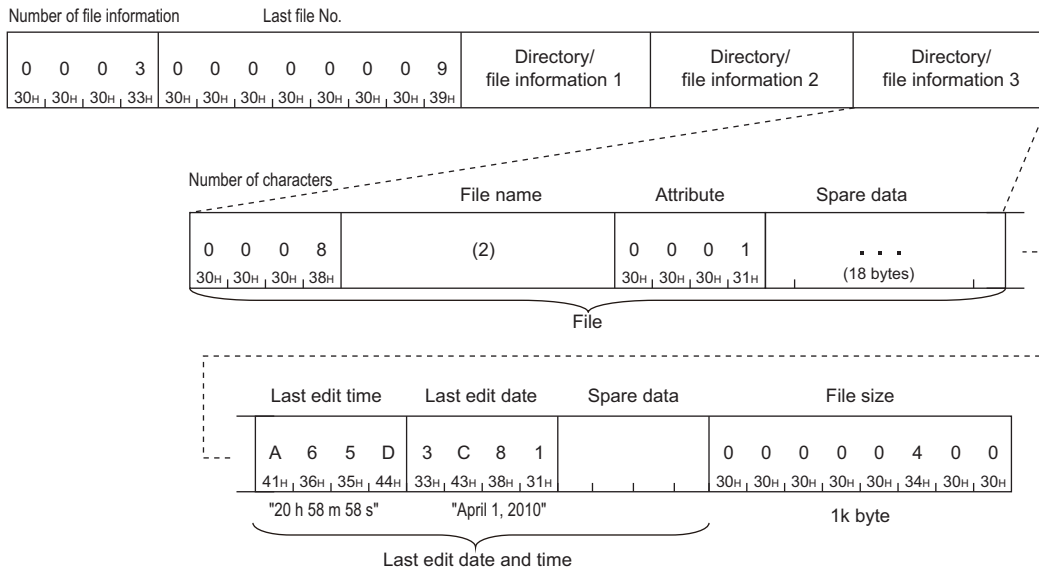 Number of file information Last file No.
0 0 0 3 0 0 0 0 0 0 0 9 Directory/ file information 1 Directory/ file information 2 Directory/ file information 3
30H 30H 30H 33H 30H 30H 30H 30H 30H 30H 30H 39H
Number of characters File name Attribute Spare data
0 0 0 8 (2) 0 0 0 1 . . .
30H 30H 30H 38H 30H 30H 30H 31H (18 bytes)
File
Last edit time Last edit date Spare data File size
A 6 5 D 3 C 8 1 0 0 0 0 0 4 0 0
41H 36H 35H 44H 33H 43H 38H 31H 30H 30H 30H 30H 30H 34H 30H 30H
"20 h 58 m 58 s" "April 1, 2010" 1k byte
Last edit date and time